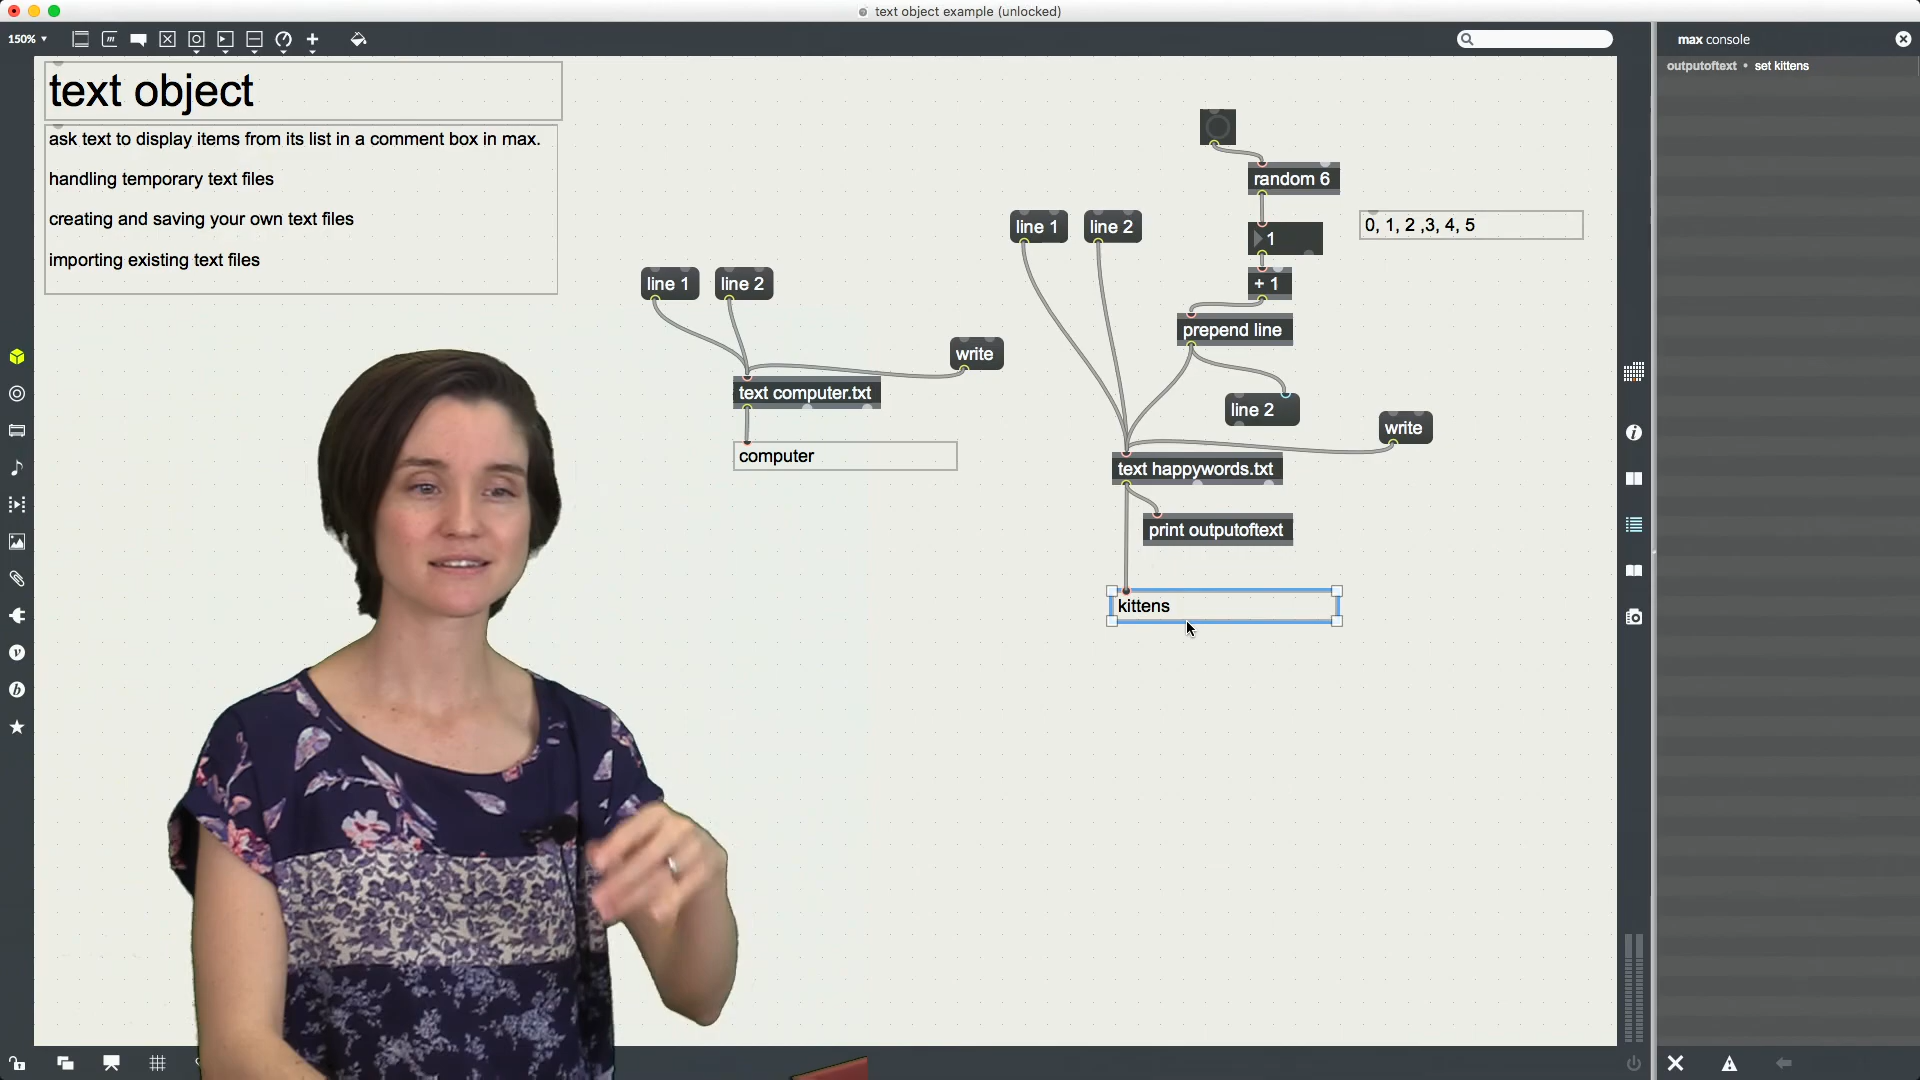 text object example (unlocked)
150%
max console
outputoftext • set kittens
text object
ask text to display items from its list in a comment box in max.
handling temporary text files
creating and saving your own text files
importing existing text files
random 6
line 1
line 2
0, 1, 2 ,3, 4, 5
1
line 1
line 2
+ 1
prepend line
write
text computer.txt
line 2
write
computer
text happywords.txt
print outputoftext
kittens